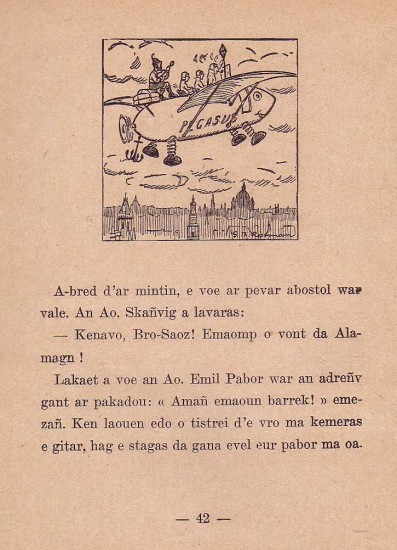 PEGASUS
A-bred d'ar mintin, e voe ar pevar abostol war
vale. An Ao. Skañvig a lavaras:
— Kenavo, Bro-Saoz! Emaomp o vont da Ala-
magn !
Lakaet a voe an Ao. Emil Pabor war an adreñv
gant ar pakadou: « Amañ emaoun barrek! » eme-
zañ. Ken laouen edo o tistrei d'e vro ma kemeras
e gitar, hag e stagas da gana evel eur pabor ma oa.
— 42 —